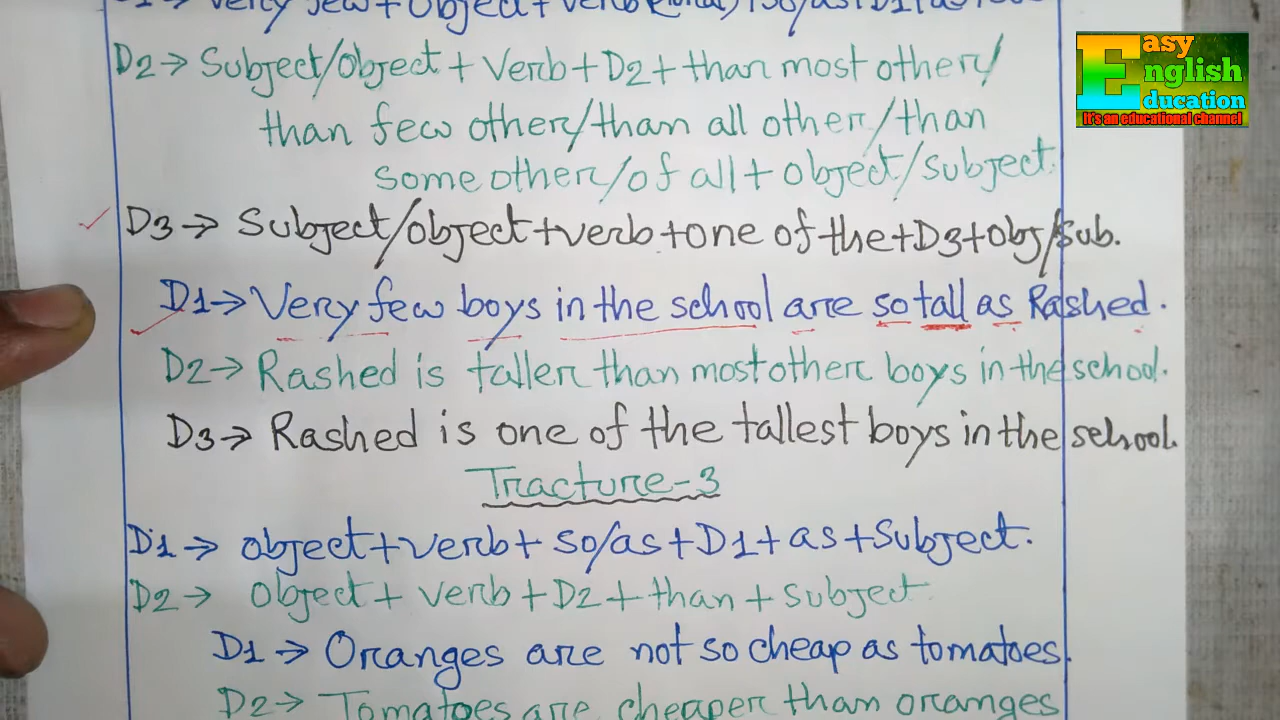 very few + object + verb
D2→ Subject/object + verb + D2 + than most other/
than few other/than all other/than
some other/of all + object/subject.
D3→ Subject/object+verb+one of the+D3+obj/sub.
D1→ Very few boys in the school are so tall as Rashed.
D2→ Rashed is taller than most other boys in the school.
D3→ Rashed is one of the tallest boys in the school.
Tracture-3
D1→ object+verb+ so/as +D1+ as +Subject.
D2→ object + verb + D2 + than + subject
D1→ Oranges are not so cheap as tomatoes.
D2→ Tomatoes are cheaper than oranges
Easy
English
Education
It's an educational channel